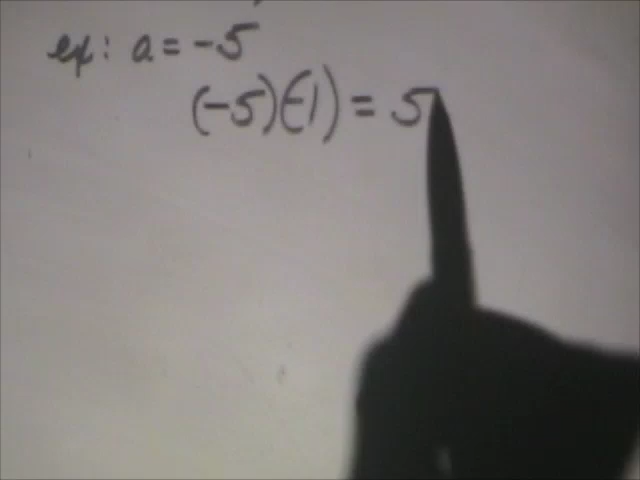 ex: a = -5
(-5)(-1) = 5